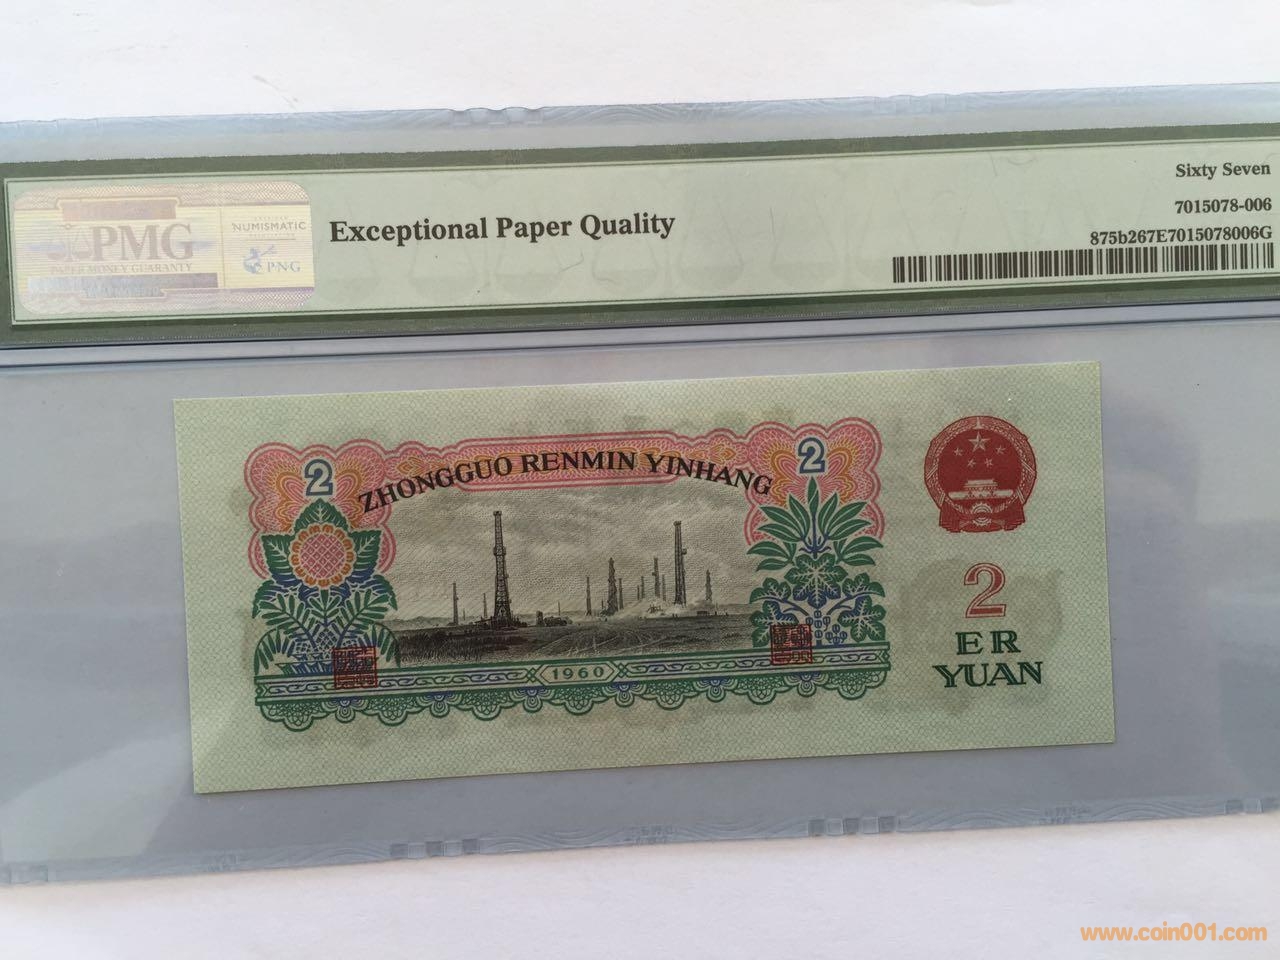 PMG
PAPER MONEY GUARANTY
NUMISMATIC
PNG
Exceptional Paper Quality
Sixty Seven
7015078-006
875b267E7015078006G
2
ZHONGGUO RENMIN YINHANG
2
1960
2
ER
YUAN
www.coin001.com